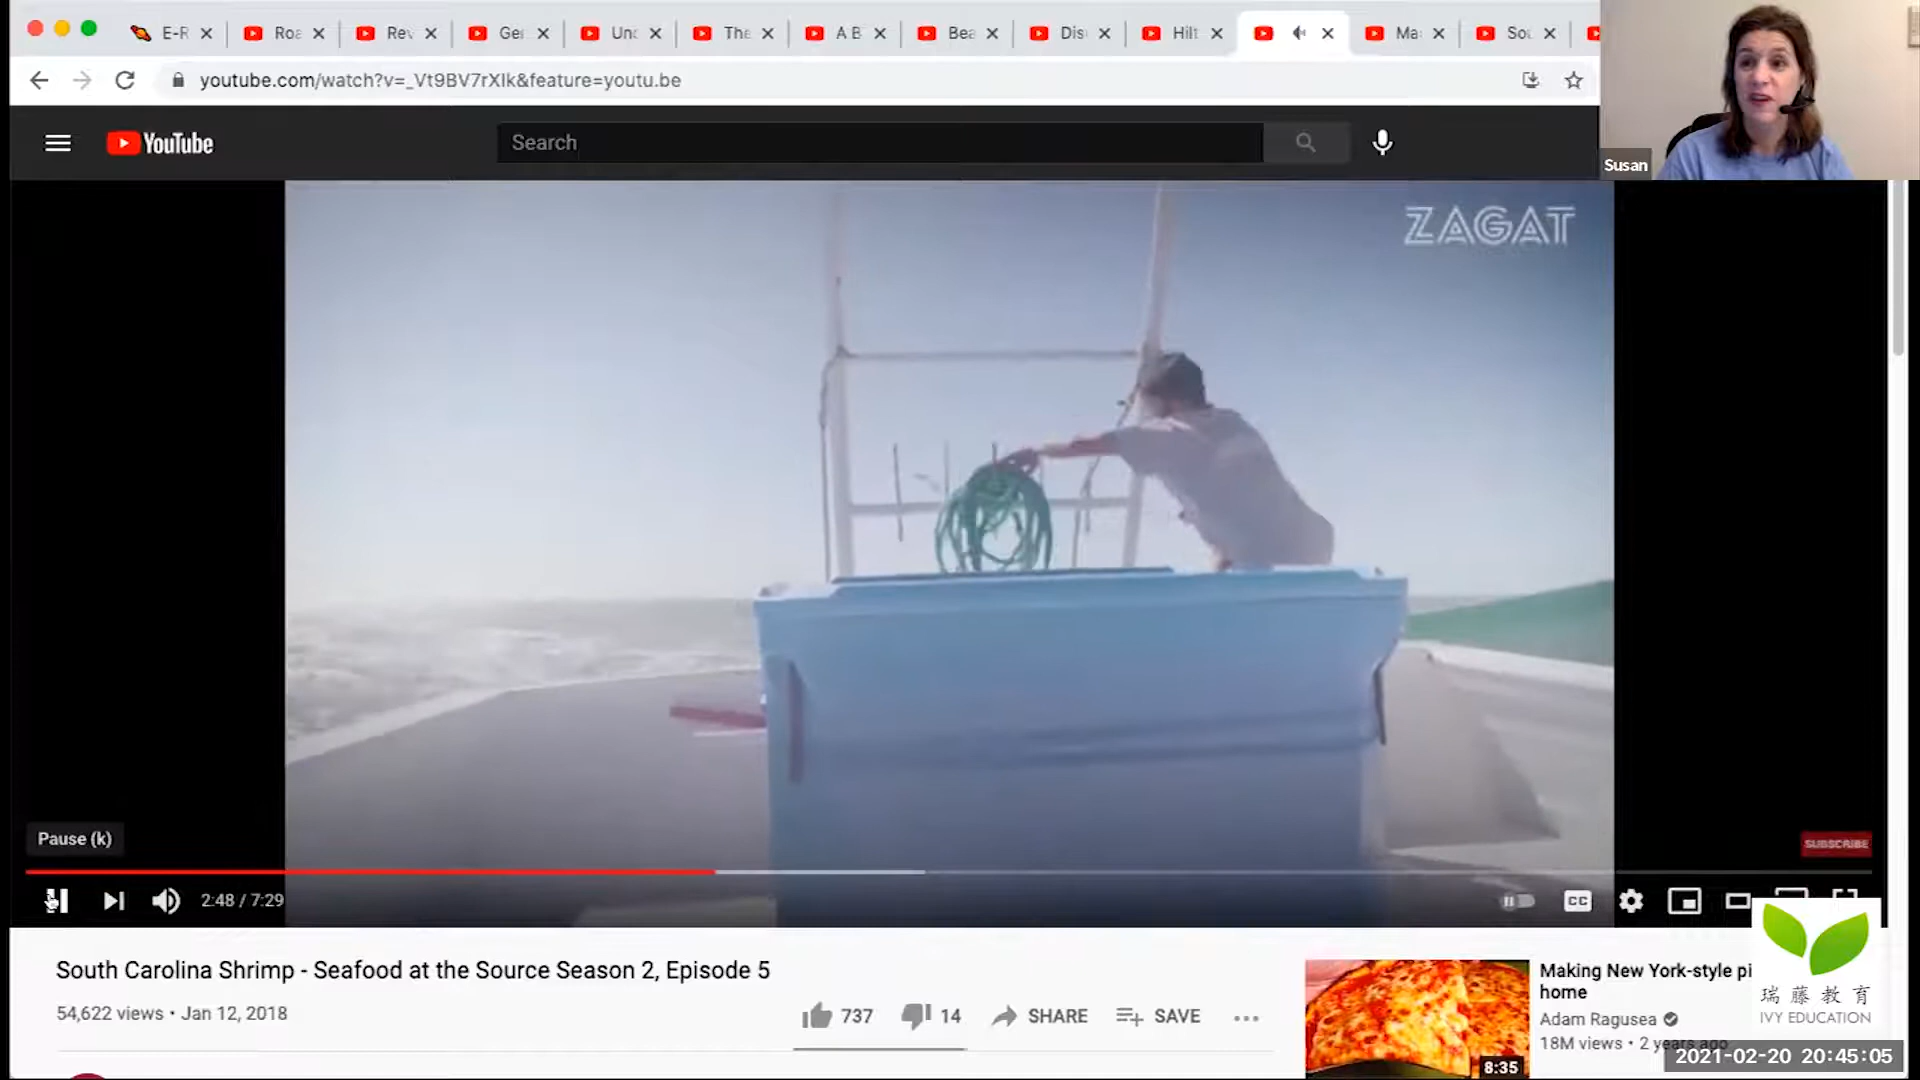 E-R
Roa
Rev
Ger
Unc
The
A B
Bea
Dis
Hilt
Ma
Sou
youtube.com/watch?v=_Vt9BV7rXlk&feature=youtu.be
YouTube
Search
Susan
ZAGAT
Pause (k)
SUBSCRIBE
2:48 / 7:29
CC
South Carolina Shrimp - Seafood at the Source Season 2, Episode 5
54,622 views • Jan 12, 2018
737
14
SHARE
SAVE
8:35
Making New York-style pi
home
Adam Ragusea
18M views • 2 years ago
瑞藤教育
IVY EDUCATION
2021-02-20 20:45:05